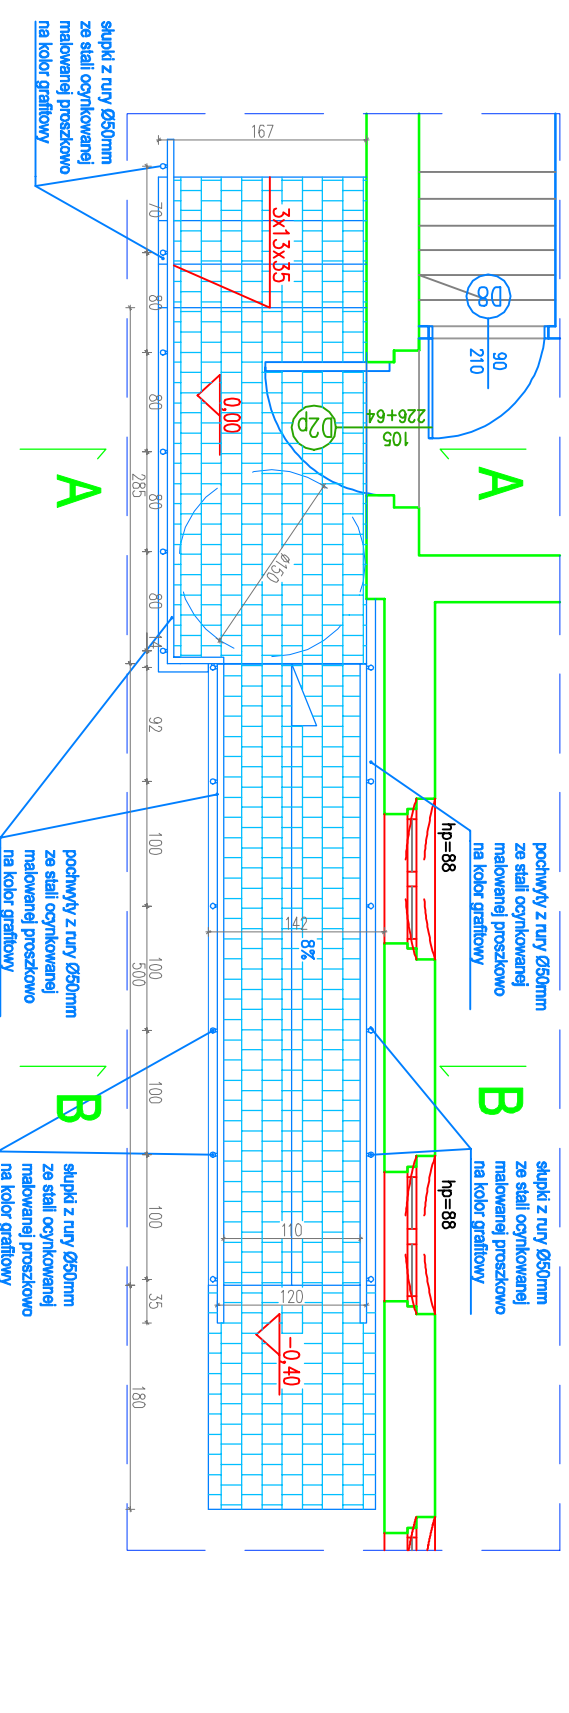 słupki z rury Ø50mm
ze stali ocynkowanej
malowanej proszkowo
na kolor grafitowy
167
70
80
80
80
80
74
92
100
100
100
100
35
285
500
180
3x13x35
0,00
D2p
105
226+64
D8
90
210
ø150
A
A
hp=88
pochwyty z rury Ø50mm
ze stali ocynkowanej
malowanej proszkowo
na kolor grafitowy
pochwyty z rury Ø50mm
ze stali ocynkowanej
malowanej proszkowo
na kolor grafitowy
142
8%
B
B
hp=88
110
120
-0,40
słupki z rury Ø50mm
ze stali ocynkowanej
malowanej proszkowo
na kolor grafitowy
słupki z rury Ø50mm
ze stali ocynkowanej
malowanej proszkowo
na kolor grafitowy